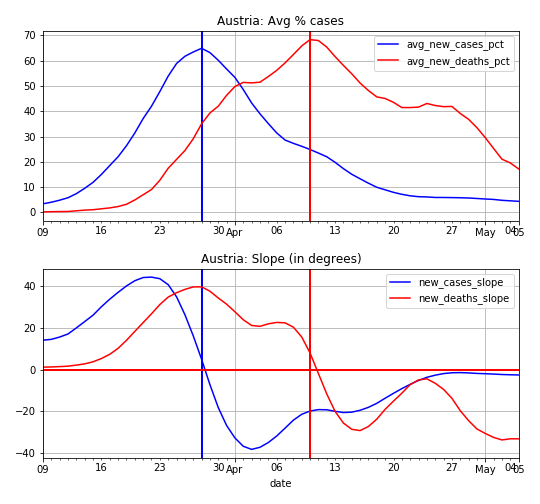 Austria: Avg % cases
70
60
50
40
30
20
10
0
avg_new_cases_pct
avg_new_deaths_pct
09 16 23 30 Apr 06 13 20 27 May 04 05
Austria: Slope (in degrees)
40
20
0
−20
−40
new_cases_slope
new_deaths_slope
09 16 23 30 Apr 06 13 20 27 May 04 05
date